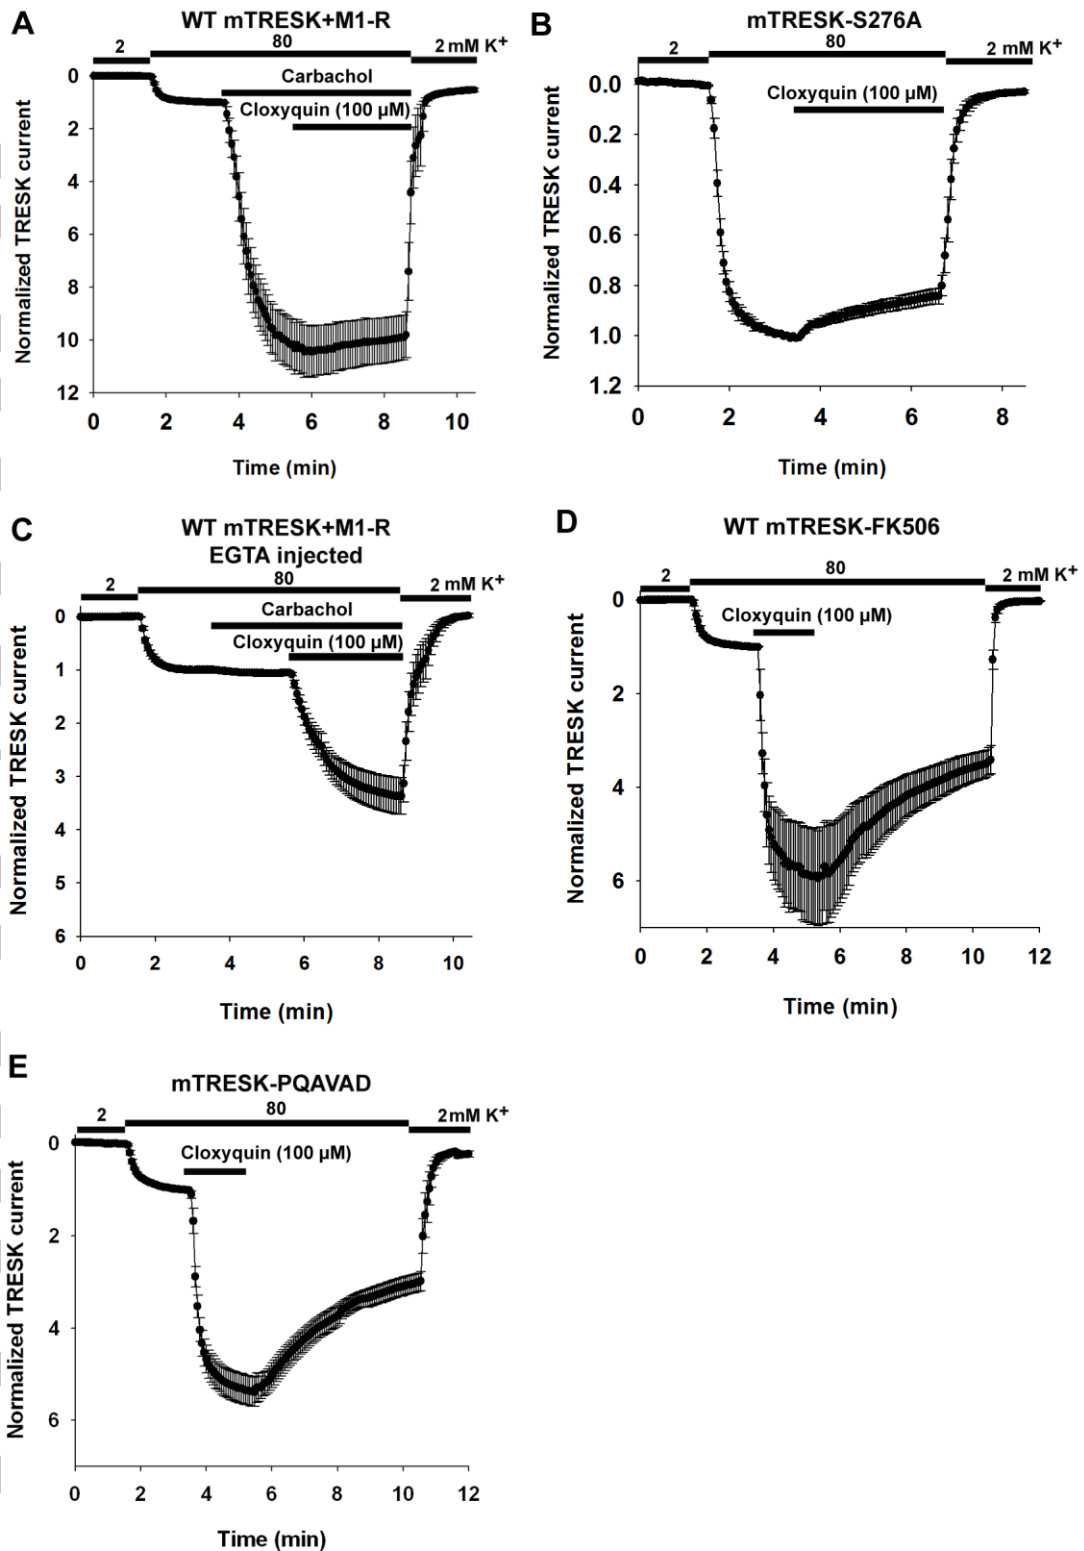 A
WT mTRESK+M1-R
2 80 2 mM K+
Carbachol
Cloxyquin (100 µM)
Normalized TRESK current
0
2
4
6
8
10
12
0 2 4 6 8 10
Time (min)
B
mTRESK-S276A
2 80 2 mM K+
Cloxyquin (100 µM)
Normalized TRESK current
0.0
0.2
0.4
0.6
0.8
1.0
1.2
0 2 4 6 8
Time (min)
C
WT mTRESK+M1-R
EGTA injected
2 80 2 mM K+
Carbachol
Cloxyquin (100 µM)
Normalized TRESK current
0
1
2
3
4
5
6
0 2 4 6 8 10
Time (min)
D
WT mTRESK-FK506
2 80 2 mM K+
Cloxyquin (100 µM)
Normalized TRESK current
0
2
4
6
0 2 4 6 8 10 12
Time (min)
E
mTRESK-PQAVAD
2 80 2 mM K+
Cloxyquin (100 µM)
Normalized TRESK current
0
2
4
6
0 2 4 6 8 10 12
Time (min)